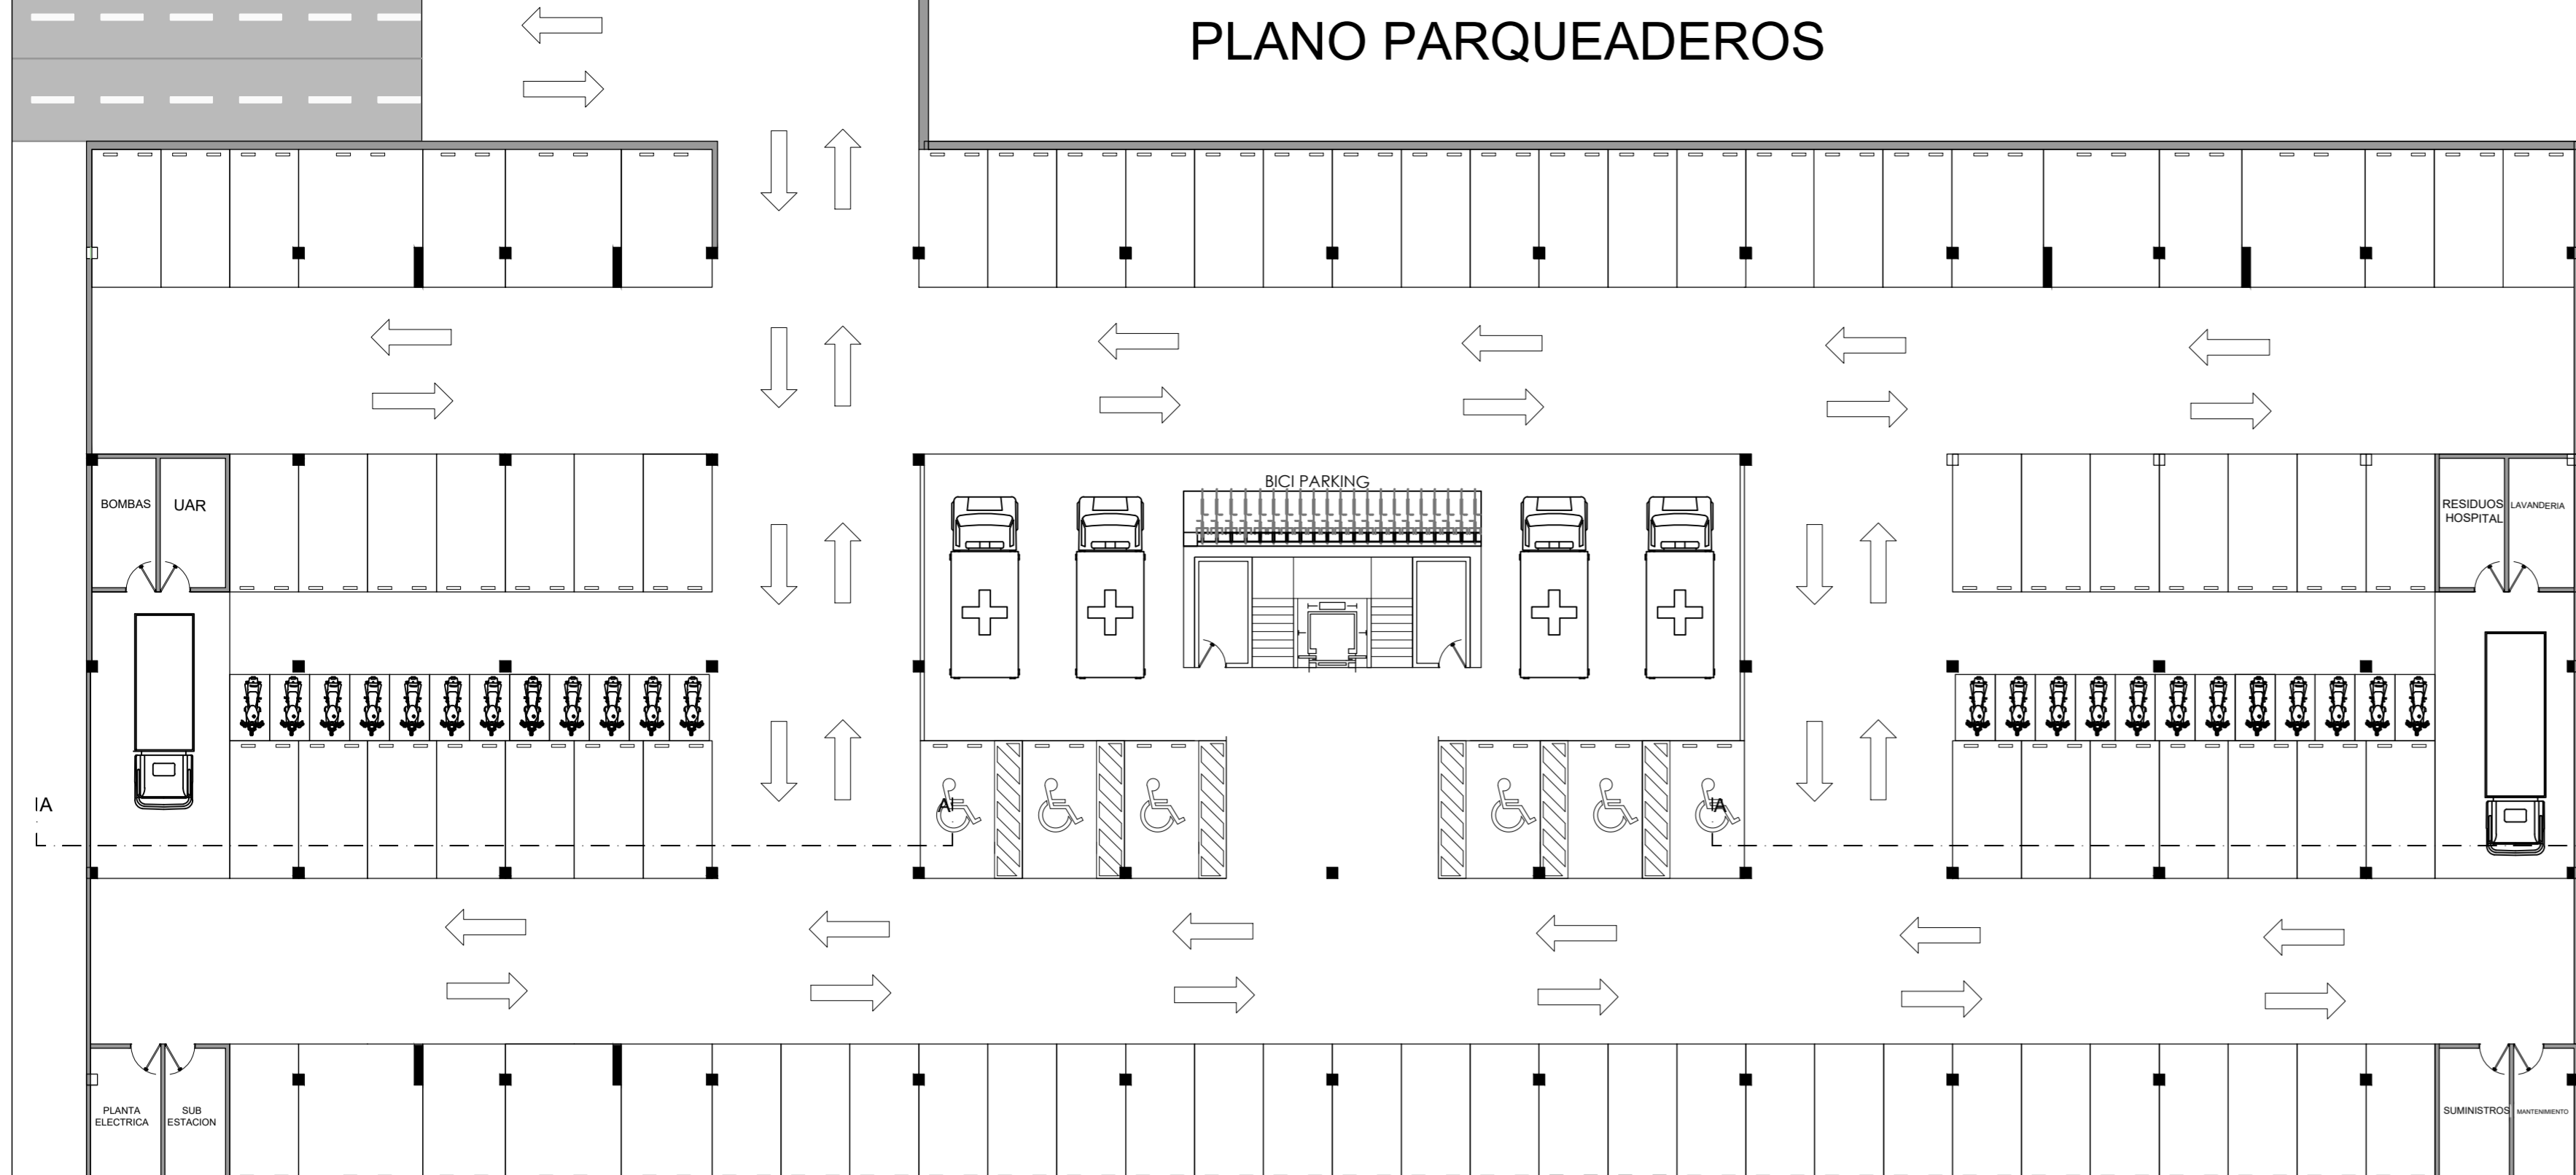 PLANO PARQUEADEROS
BICI PARKING
BOMBAS
UAR
RESIDUOS
HOSPITAL
LAVANDERIA
IA
AI
IA
PLANTA
ELECTRICA
SUB
ESTACION
SUMINISTROS
MANTENIMIENTO